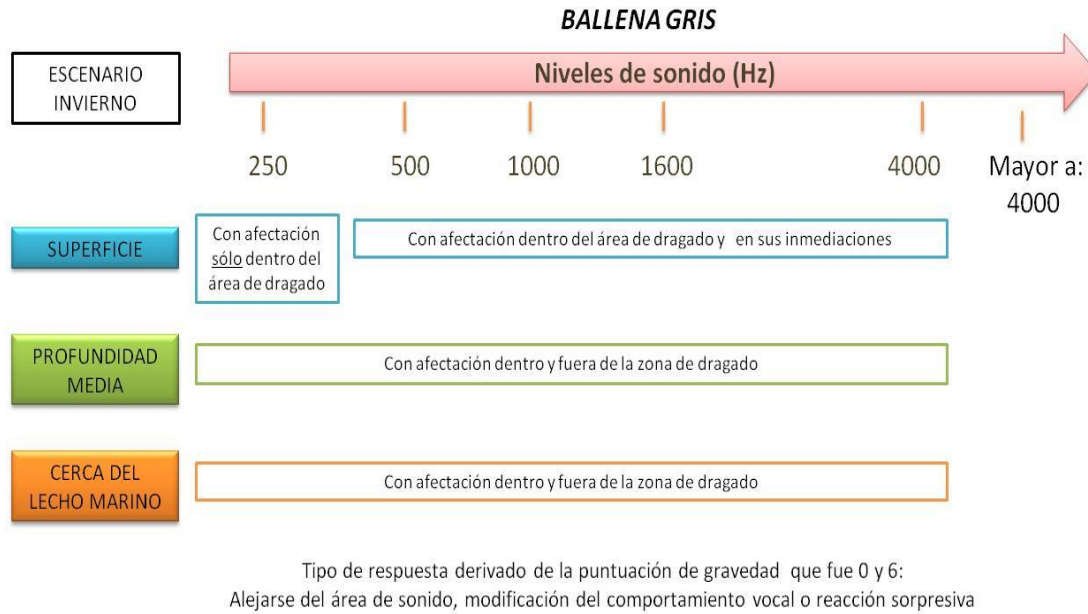 BALLENA GRIS
ESCENARIO
INVIERNO
Niveles de sonido (Hz)
250
500
1000
1600
4000
Mayor a:
4000
SUPERFICIE
Con afectación
sólo dentro del
área de dragado
Con afectación dentro del área de dragado y en sus inmediaciones
PROFUNDIDAD
MEDIA
Con afectación dentro y fuera de la zona de dragado
CERCA DEL
LECHO MARINO
Con afectación dentro y fuera de la zona de dragado
Tipo de respuesta derivado de la puntuación de gravedad que fue 0 y 6:
Alejarse del área de sonido, modificación del comportamiento vocal o reacción sorpresiva